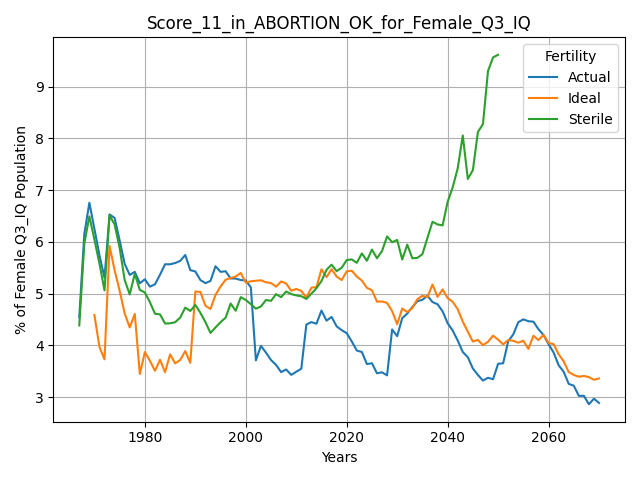 Score_11_in_ABORTION_OK_for_Female_Q3_IQ
% of Female Q3_IQ Population
9
8
7
6
5
4
3
Fertility
Actual
Ideal
Sterile
1980
2000
2020
2040
2060
Years